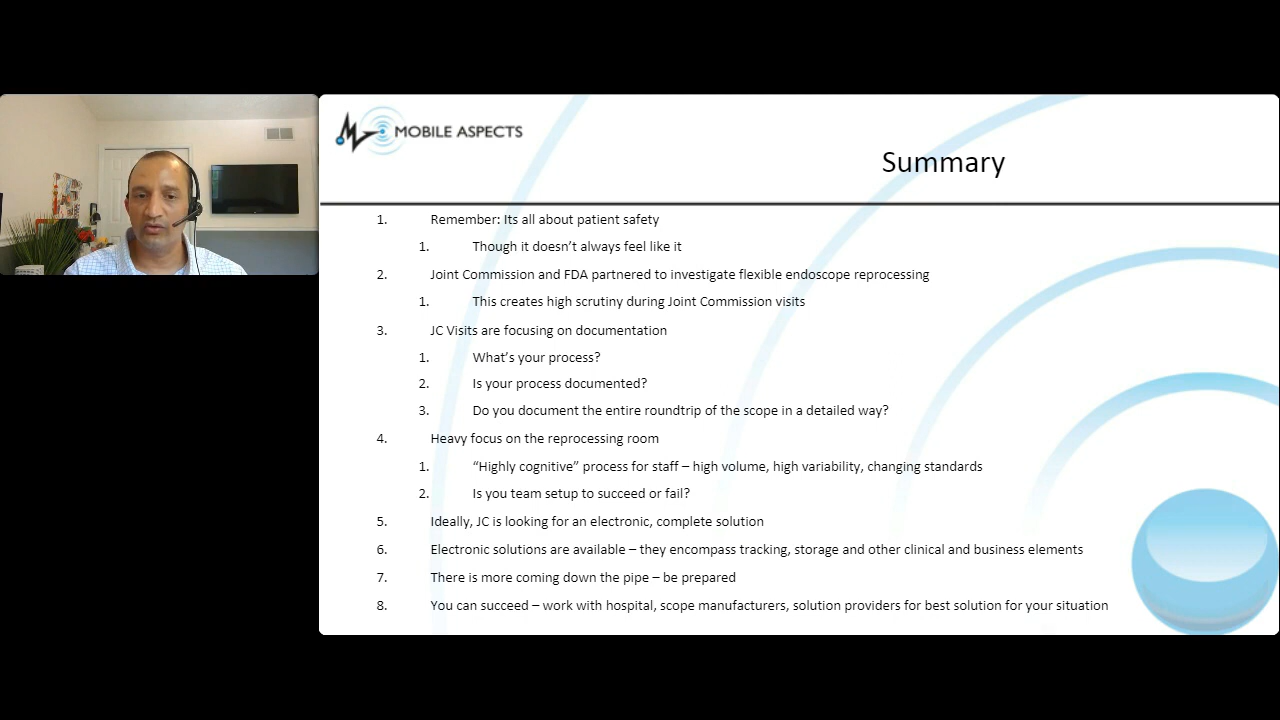 MOBILE ASPECTS
Summary
1. Remember: Its all about patient safety
1. Though it doesn't always feel like it
2. Joint Commission and FDA partnered to investigate flexible endoscope reprocessing
1. This creates high scrutiny during Joint Commission visits
3. JC Visits are focusing on documentation
1. What's your process?
2. Is your process documented?
3. Do you document the entire roundtrip of the scope in a detailed way?
4. Heavy focus on the reprocessing room
1. “Highly cognitive” process for staff – high volume, high variability, changing standards
2. Is you team setup to succeed or fail?
5. Ideally, JC is looking for an electronic, complete solution
6. Electronic solutions are available – they encompass tracking, storage and other clinical and business elements
7. There is more coming down the pipe – be prepared
8. You can succeed – work with hospital, scope manufacturers, solution providers for best solution for your situation